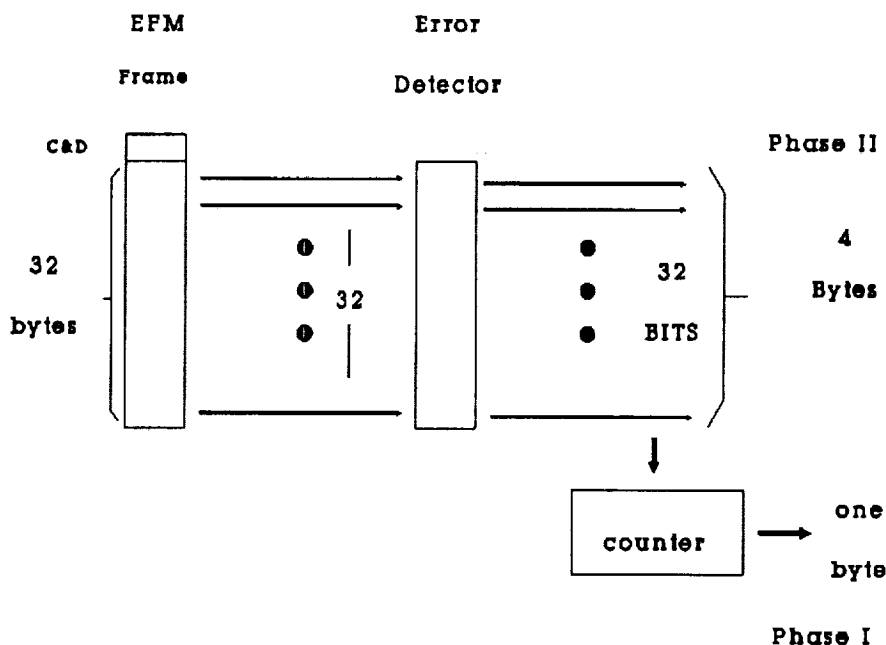 EFM
Frame
Error
Detector
C&D
Phase II
32
bytes
32
32
BITS
4
Bytes
counter
one
byte
Phase I